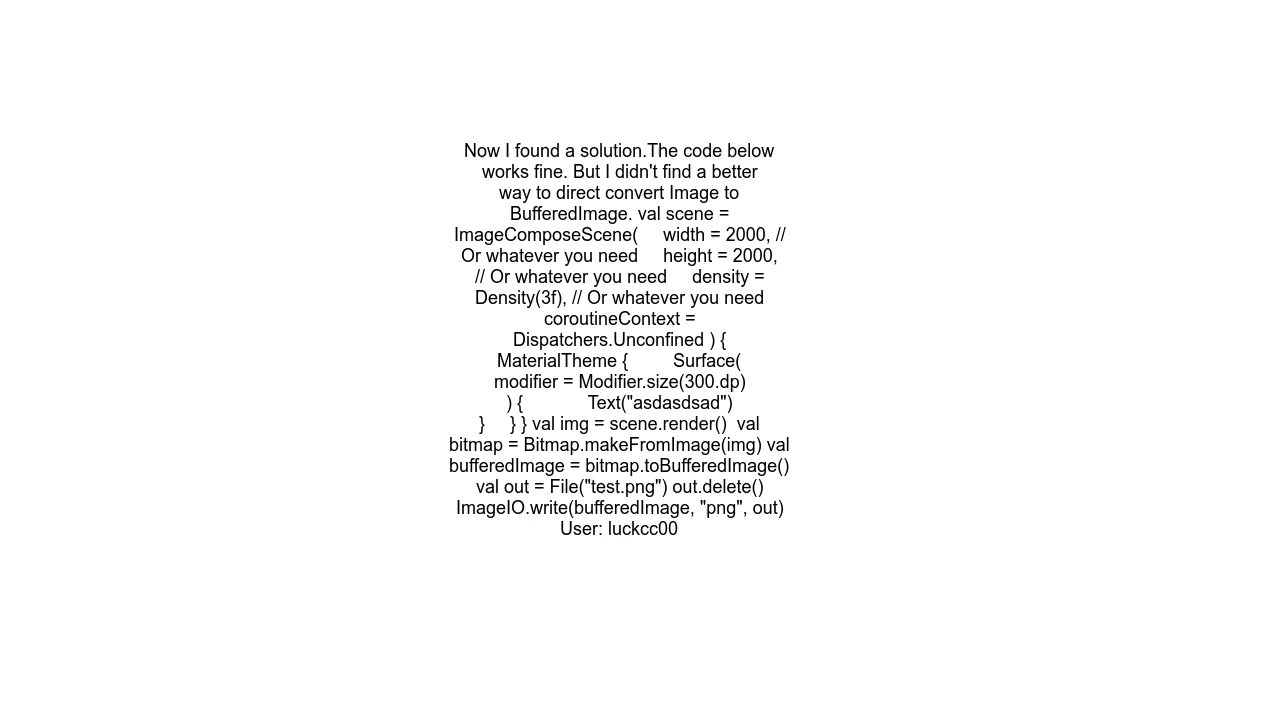 Now I found a solution.The code below
works fine. But I didn't find a better
way to direct convert Image to
BufferedImage. val scene =
ImageComposeScene(     width = 2000, //
Or whatever you need     height = 2000,
// Or whatever you need     density =
Density(3f), // Or whatever you need
coroutineContext =
Dispatchers.Unconfined ) {
MaterialTheme {         Surface(
modifier = Modifier.size(300.dp)
) {             Text("asdasdsad")
}     } } val img = scene.render()  val
bitmap = Bitmap.makeFromImage(img) val
bufferedImage = bitmap.toBufferedImage()
val out = File("test.png") out.delete()
ImageIO.write(bufferedImage, "png", out)
User: luckcc00